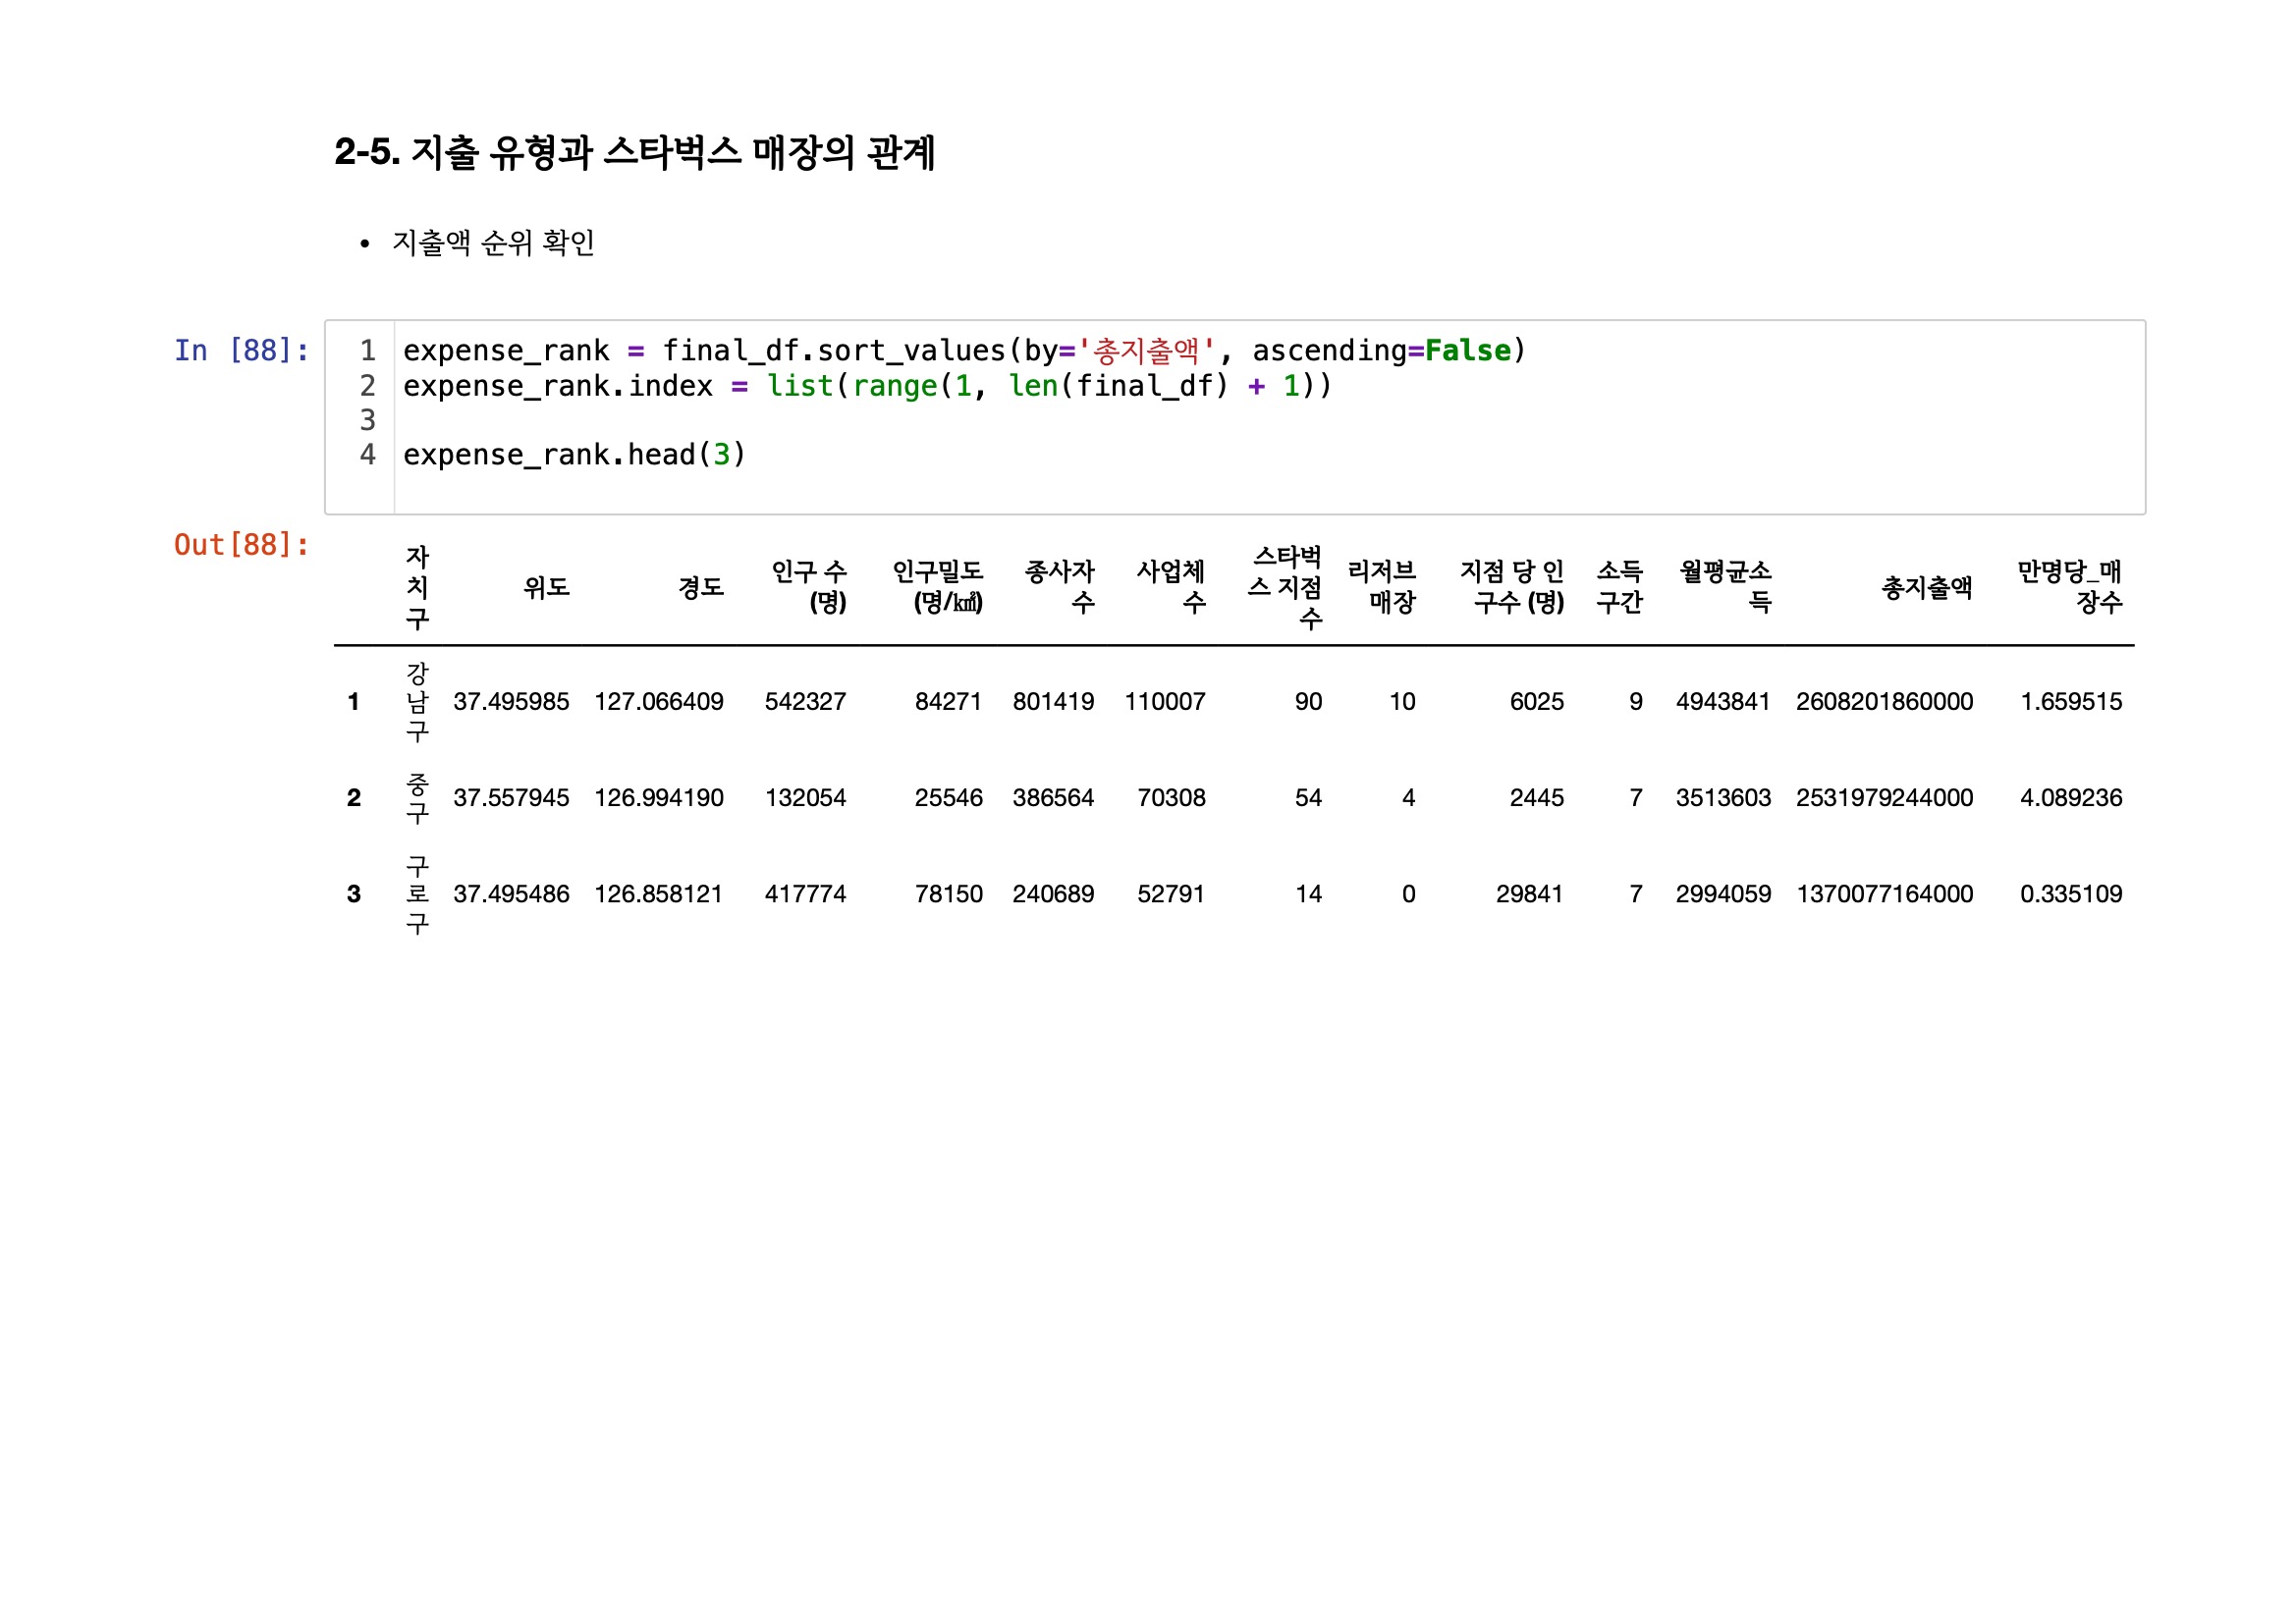 2-5. 지출 유형과 스타벅스 매장의 관계
• 지출액 순위 확인
In [88]:
1 expense_rank = final_df.sort_values(by='총지출액', ascending=False)
2 expense_rank.index = list(range(1, len(final_df) + 1))
3
4 expense_rank.head(3)
Out[88]:
자치구 위도 경도 인구 수 (명) 인구밀도 (명/㎢) 종사자수 사업체수 스타벅스 지점수 리저브 매장 지점 당 인구수 (명) 소득구간 월평균소득 총지출액 만명당_매장수
1 강남구 37.495985 127.066409 542327 84271 801419 110007 90 10 6025 9 4943841 2608201860000 1.659515
2 중구 37.557945 126.994190 132054 25546 386564 70308 54 4 2445 7 3513603 2531979244000 4.089236
3 구로구 37.495486 126.858121 417774 78150 240689 52791 14 0 29841 7 2994059 1370077164000 0.335109